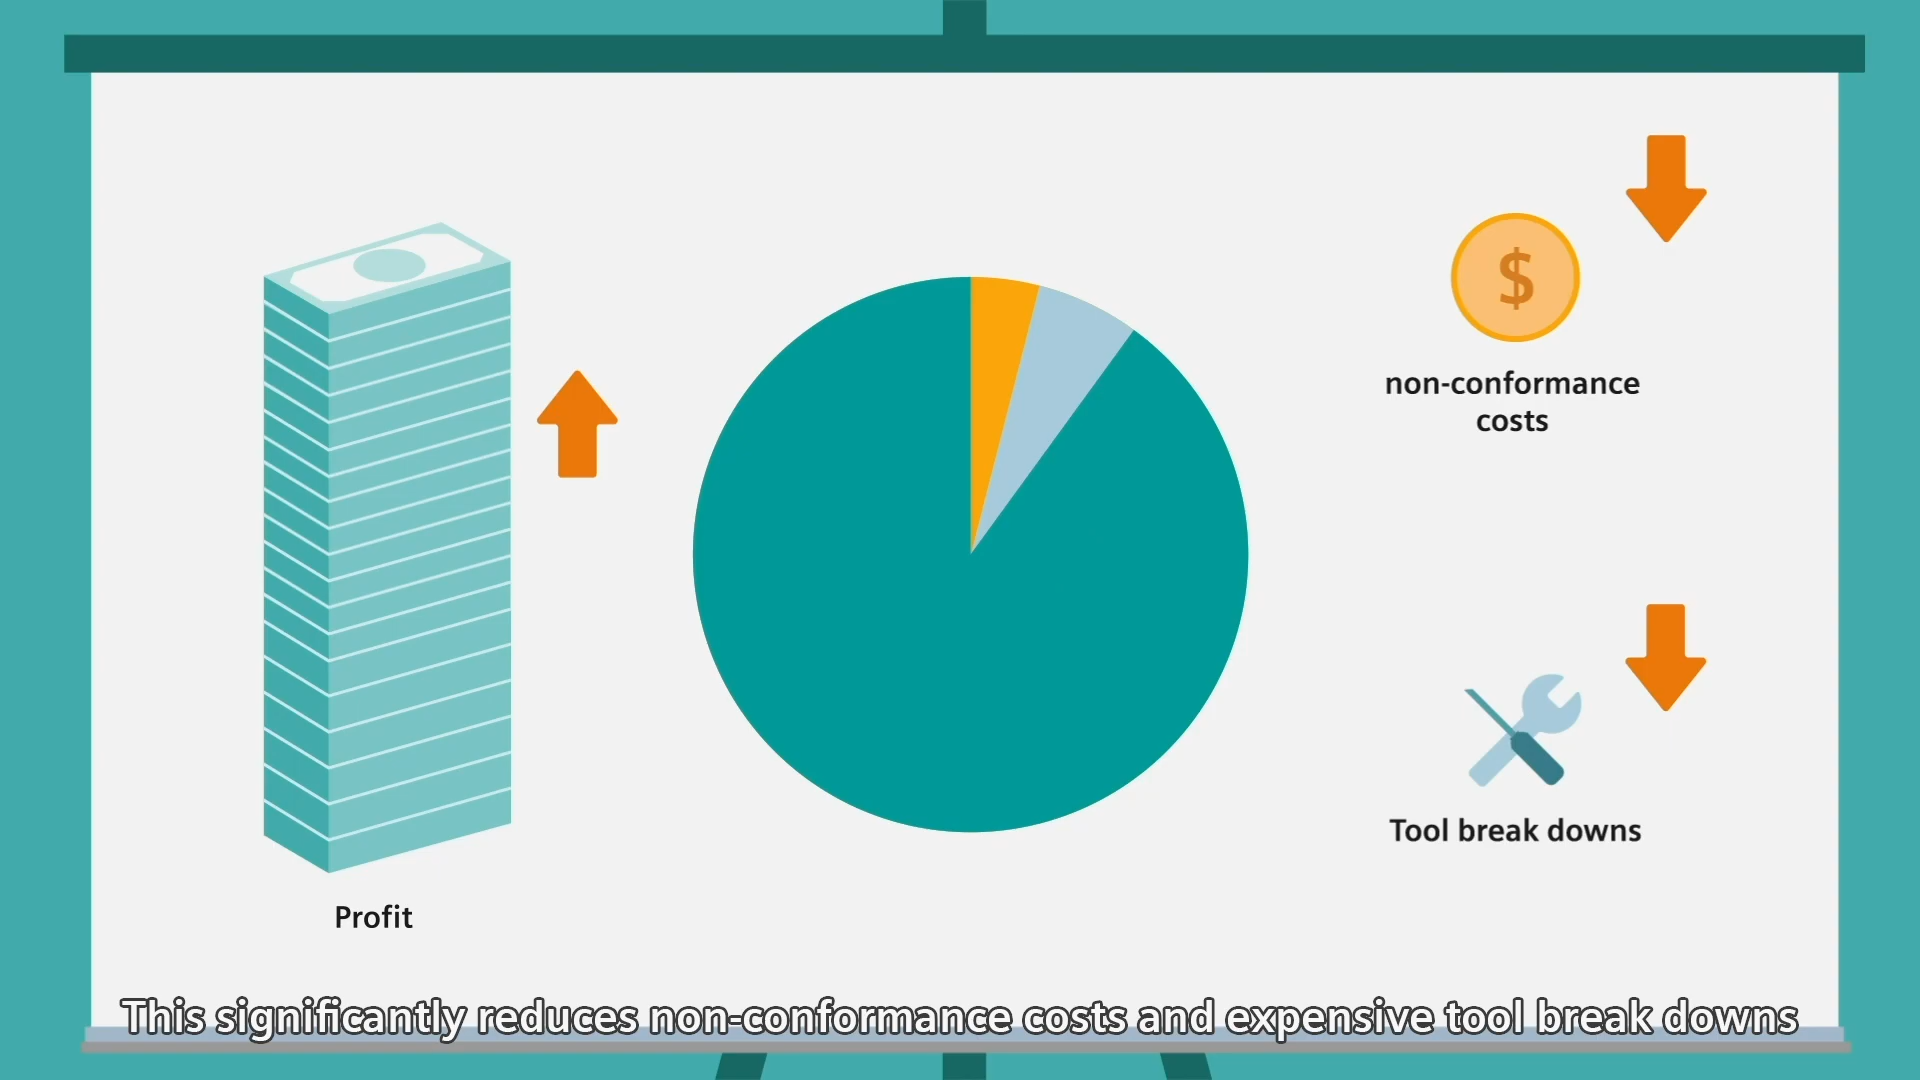 $
non-conformance
costs
Tool break downs
Profit
This significantly reduces non-conformance costs and expensive tool break downs